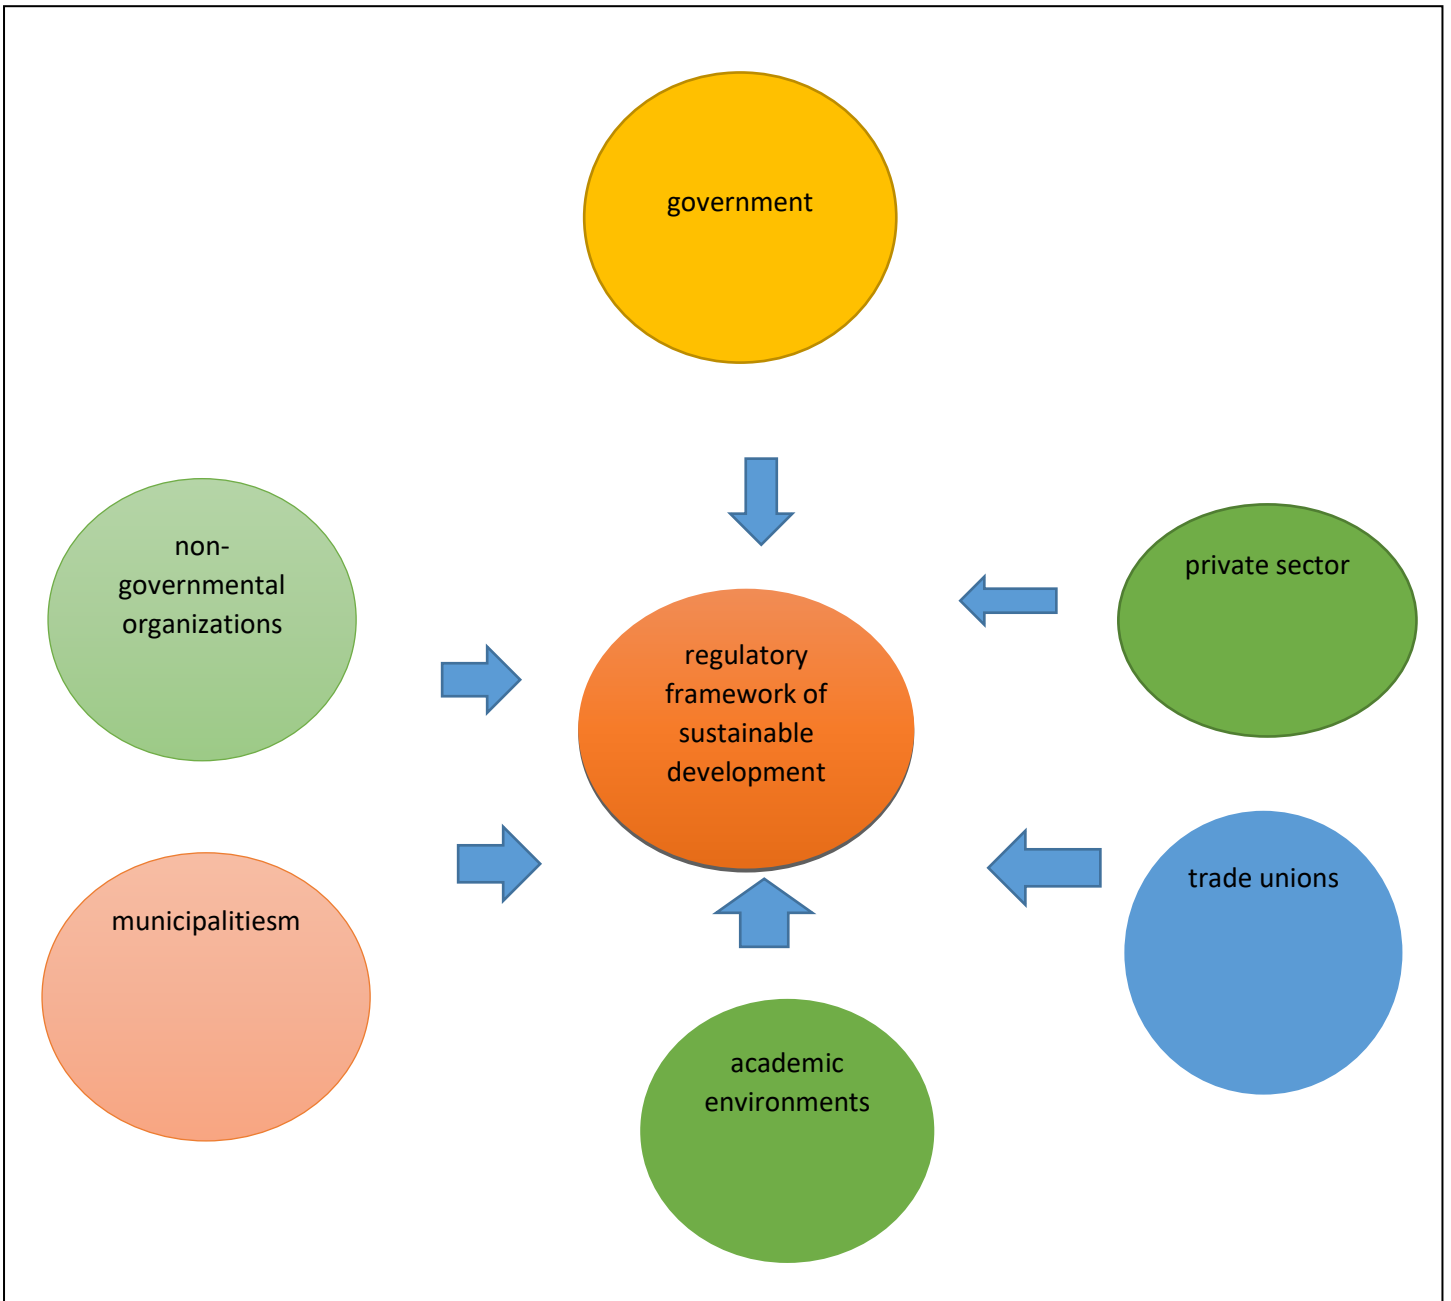 government
non-
governmental
organizations
private sector
regulatory
framework of
sustainable
development
municipalitiesm
trade unions
academic
environments